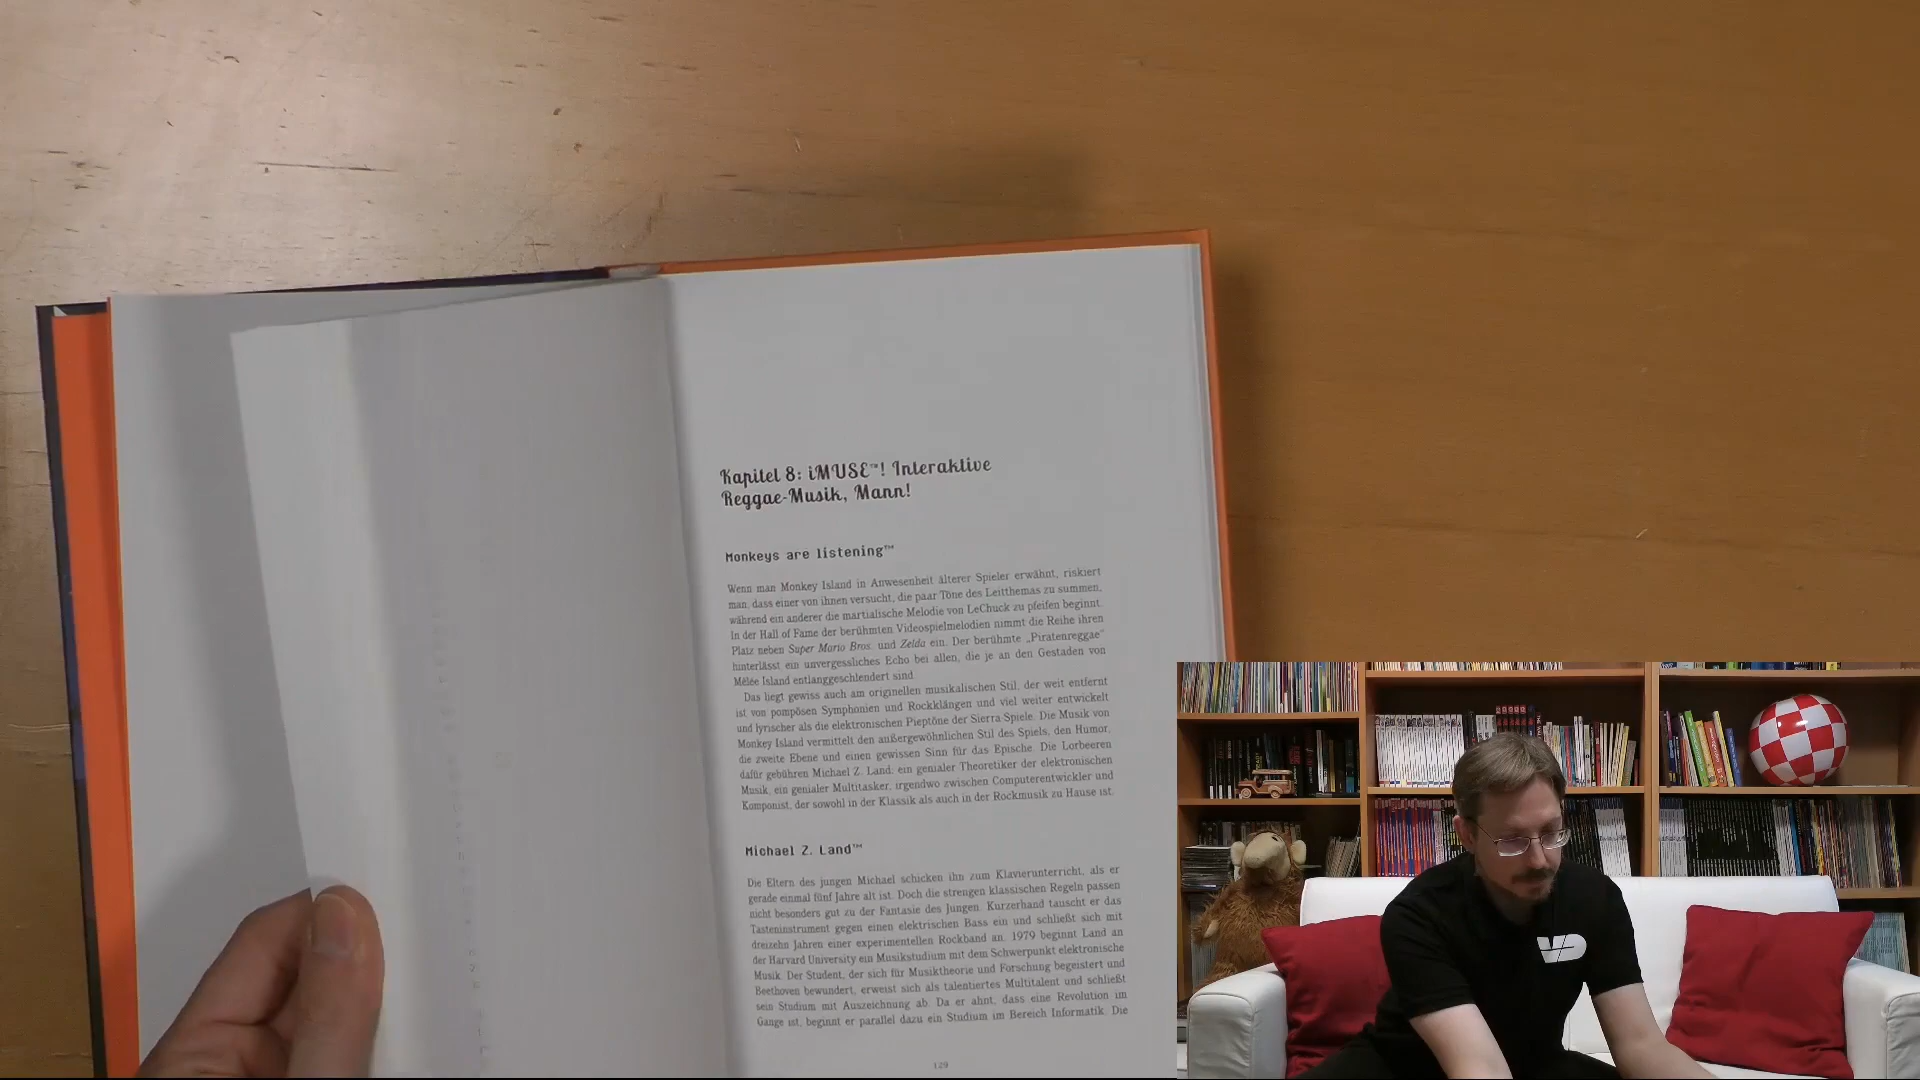 Kapitel 8: iMUSE™! Interaktive
Reggae-Musik, Mann!
Monkeys are listening™
Wenn man Monkey Island in Anwesenheit älterer Spieler erwähnt, riskiert
man, dass einer von ihnen versucht, die paar Töne des Leitthemas zu summen,
während ein anderer die martialische Melodie von LeChuck zu pfeifen beginnt.
In der Hall of Fame der berühmten Videospielmelodien nimmt die Reihe ihren
Platz neben Super Mario Bros. und Zelda ein. Der berühmte „Piratenreggae“
hinterlässt ein unvergessliches Echo bei allen, die je an den Gestaden von
Mêlée Island entlanggeschlendert sind.
Das liegt gewiss auch am originellen musikalischen Stil, der weit entfernt
ist von pompösen Symphonien und Rockklängen und viel weiter entwickelt
und lyrischer als die elektronischen Pieptöne der Sierra Spiele. Die Musik von
Monkey Island vermittelt den außergewöhnlichen Stil des Spiels, den Humor,
die zweite Ebene und einen gewissen Sinn für das Epische. Die Lorbeeren
dafür gebühren Michael Z. Land: ein genialer Theoretiker der elektronischen
Musik, ein genialer Multitasker, irgendwo zwischen Computerentwickler und
Komponist, der sowohl in der Klassik als auch in der Rockmusik zu Hause ist.
Michael Z. Land™
Die Eltern des jungen Michael schicken ihn zum Klavierunterricht, als er
gerade einmal fünf Jahre alt ist. Doch die strengen klassischen Regeln passen
nicht besonders gut zu der Fantasie des Jungen. Kurzerhand tauscht er das
Tasteninstrument gegen einen elektrischen Bass ein und schließt sich mit
dreizehn Jahren einer experimentellen Rockband an. 1979 beginnt Land an
der Harvard University ein Musikstudium mit dem Schwerpunkt elektronische
Musik. Der Student, der sich für Musiktheorie und Forschung begeistert und
Beethoven bewundert, erweist sich als talentiertes Multitalent und schließt
sein Studium mit Auszeichnung ab. Da er ahnt, dass eine Revolution im
Gange ist, beginnt er parallel dazu ein Studium im Bereich Informatik. Die
129
VD